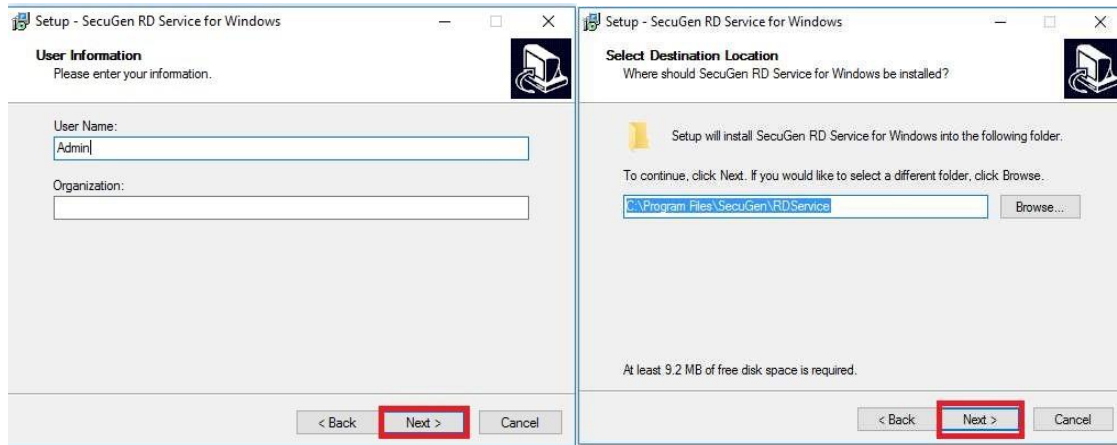 Setup - SecuGen RD Service for Windows
User Information
Please enter your information.
User Name:
Admin
Organization:
< Back
Next >
Cancel
Setup - SecuGen RD Service for Windows
Select Destination Location
Where should SecuGen RD Service for Windows be installed?
Setup will install SecuGen RD Service for Windows into the following folder.
To continue, click Next. If you would like to select a different folder, click Browse.
C:\Program Files\SecuGen\RDService
Browse...
At least 9.2 MB of free disk space is required.
< Back
Next >
Cancel